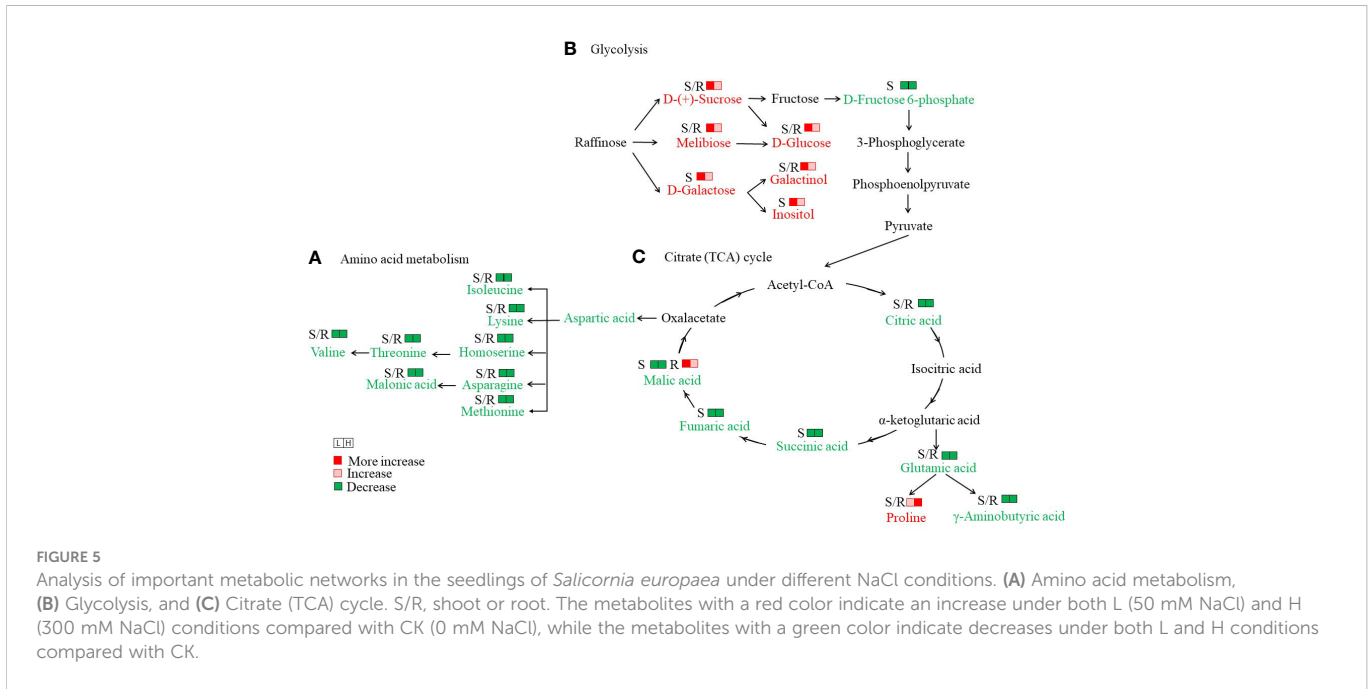 B Glycolysis
S/R
D-(+)-Sucrose
Fructose
S
D-Fructose 6-phosphate
Raffinose
S/R
Melibiose
S/R
D-Glucose
3-Phosphoglycerate
S
D-Galactose
S/R
Galactinol
S
Inositol
Phosphoenolpyruvate
Pyruvate
A Amino acid metabolism
S/R
Isoleucine
S/R
Lysine
Aspartic acid
S/R
Valine
S/R
Threonine
S/R
Homoserine
S/R
Malonic acid
S/R
Asparagine
S/R
Methionine
L H
More increase
Increase
Decrease
C Citrate (TCA) cycle
Acetyl-CoA
Oxalacetate
S/R
Citric acid
Isocitric acid
α-ketoglutaric acid
S R
Malic acid
S
Fumaric acid
S
Succinic acid
S/R
Glutamic acid
S/R
Proline
S/R
γ-Aminobutyric acid
FIGURE 5
Analysis of important metabolic networks in the seedlings of Salicornia europaea under different NaCl conditions. (A) Amino acid metabolism,
(B) Glycolysis, and (C) Citrate (TCA) cycle. S/R, shoot or root. The metabolites with a red color indicate an increase under both L (50 mM NaCl) and H
(300 mM NaCl) conditions compared with CK (0 mM NaCl), while the metabolites with a green color indicate decreases under both L and H conditions
compared with CK.